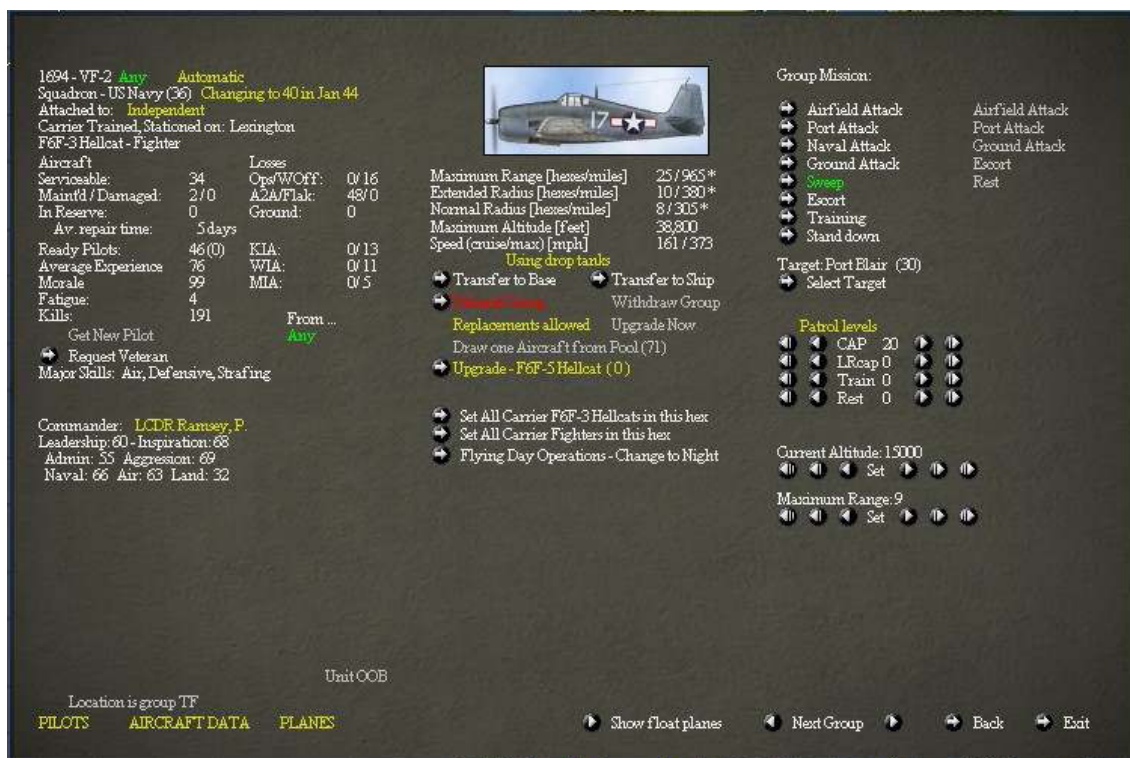 1694 - VF-2 Any Automatic
Squadron - US Navy (36) Changing to 40 in Jan 44
Attached to: Independent
Carrier Trained, Stationed on: Lexington
F6F-3 Hellcat - Fighter
Aircraft Losses
Serviceable: 34 Ops/WOff: 0/16
Maint'd / Damaged: 2/0 A2A/Flak: 48/0
In Reserve: 0 Ground: 0
Av. repair time: 5 days
Ready Pilots: 46(0) KIA: 0/13
Average Experience 76 WIA: 0/11
Morale 99 MIA: 0/5
Fatigue: 4
Kills: 191 From ...
Get New Pilot Any
Request Veteran
Major Skills: Air, Defensive, Strafing
Commander: LCDR Ramsey, P.
Leadership: 60 - Inspiration: 68
Admin: 55 Aggression: 69
Naval: 66 Air: 63 Land: 32
17
Maximum Range [hexes/miles] 25 / 965 *
Extended Radius [hexes/miles] 10 / 380 *
Normal Radius [hexes/miles] 8 / 305 *
Maximum Altitude [feet] 38,800
Speed (cruise/max) [mph] 161 / 373
Using drop tanks
Transfer to Base Transfer to Ship
Withdraw Group
Replacements allowed Upgrade Now
Draw one Aircraft from Pool (71)
Upgrade - F6F-5 Hellcat (0)
Set All Carrier F6F-3 Hellcats in this hex
Set All Carrier Fighters in this hex
Flying Day Operations - Change to Night
Group Mission:
Airfield Attack Airfield Attack
Port Attack Port Attack
Naval Attack Ground Attack
Ground Attack Escort
Sweep Rest
Escort
Training
Stand down
Target: Port Blair (30)
Select Target
Patrol levels
CAP 20
LRcap 0
Train 0
Rest 0
Current Altitude: 15000
Set
Maximum Range: 9
Set
Unit OOB
Location is group TF
PILOTS AIRCRAFT DATA PLANES
Show float planes Next Group Back Exit